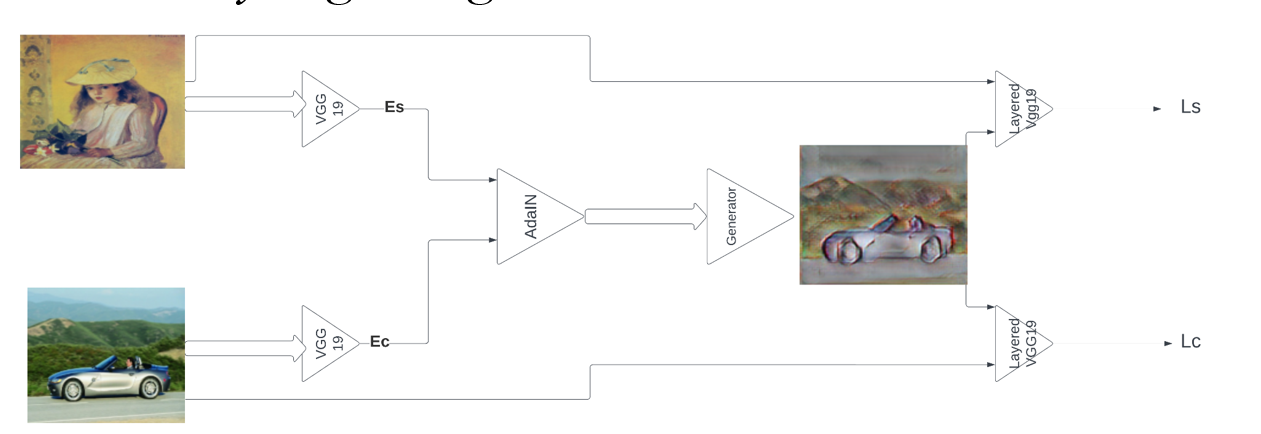 VGG
19
Es
Layered
Vgg19
Ls
AdaIN
Generator
VGG
19
Ec
Layered
VGG19
Lc